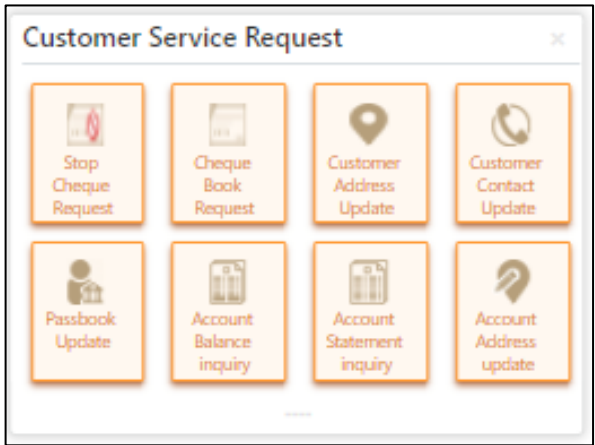 Customer Service Request
Stop
Cheque
Request
Cheque
Book
Request
Customer
Address
Update
Customer
Contact
Update
Passbook
Update
Account
Balance
inquiry
Account
Statement
inquiry
Account
Address
update